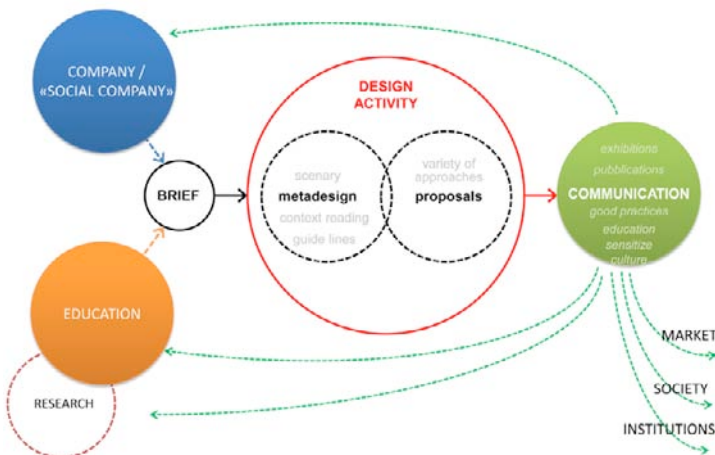 COMPANY /
«SOCIAL COMPANY»
BRIEF
EDUCATION
RESEARCH
DESIGN
ACTIVITY
scenary
metadesign
context reading
guide lines
variety of
approaches
proposals
exhibitions
pubblications
COMMUNICATION
good practices
education
sensitize
culture
MARKET
SOCIETY
INSTITUTIONS